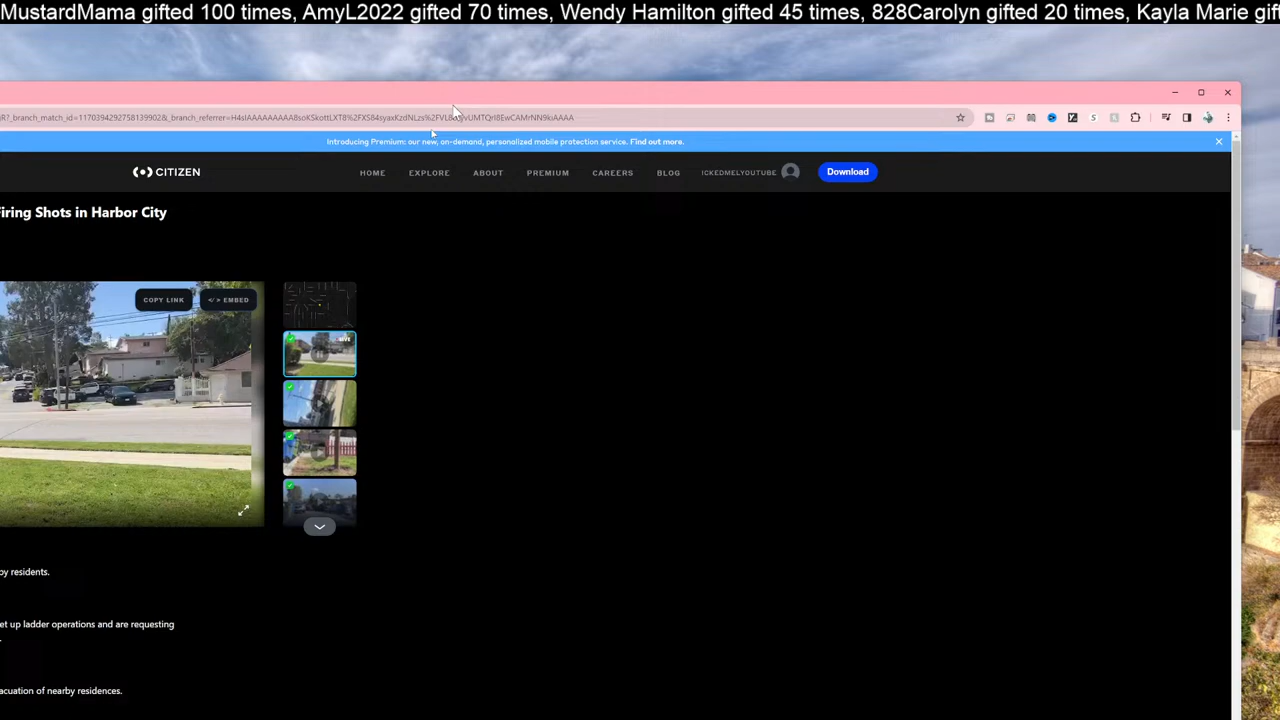 MustardMama gifted 100 times, AmyL2022 gifted 70 times, Wendy Hamilton gifted 45 times, 828Carolyn gifted 20 times, Kayla Marie gif
Introducing Premium: our new, on-demand, personalized mobile protection service. Find out more.
CITIZEN
HOME EXPLORE ABOUT PREMIUM CAREERS BLOG ICKEDMELYOUTUBE Download
Firing Shots in Harbor City
COPY LINK </> EMBED
LIVE
by residents.
et up ladder operations and are requesting
acuation of nearby residences.